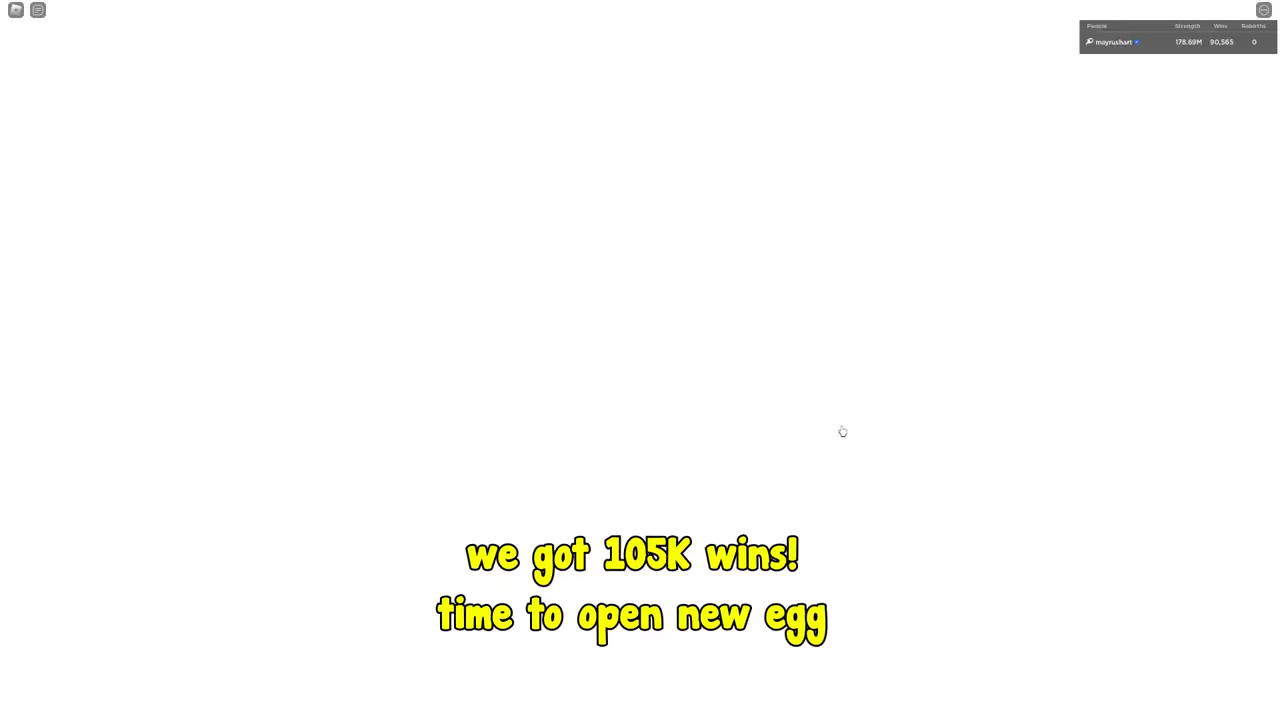 People Strength Wins Rebirths
mayrushart 178.69M 90,565 0
we got 105K wins!
time to open new egg